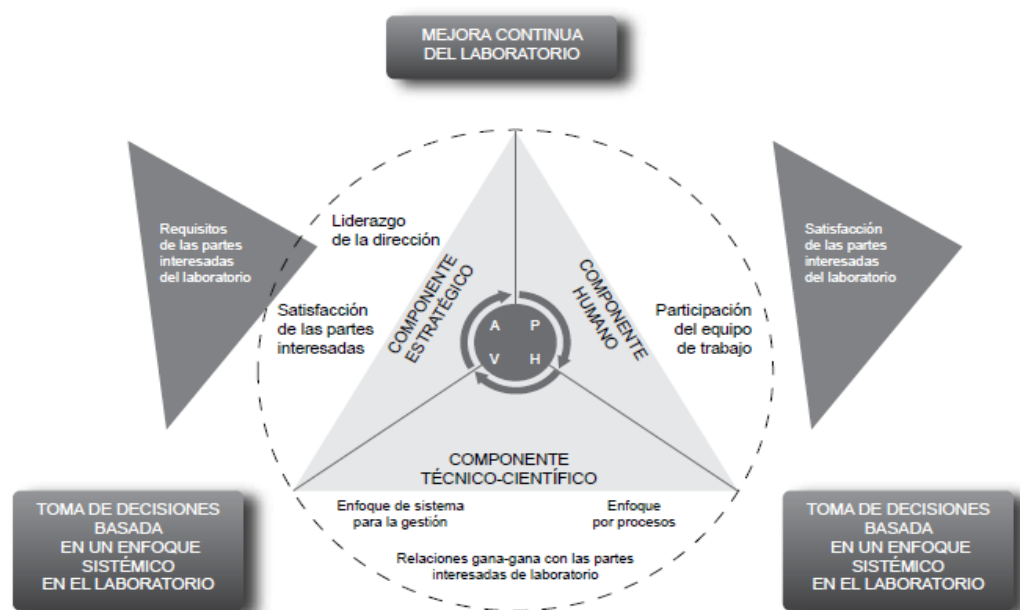 MEJORA CONTINUA
DEL LABORATORIO
Requisitos
de las partes
interesadas
del laboratorio
Liderazgo
de la dirección
Satisfacción
de las partes
interesadas
COMPONENTE
ESTRATÉGICO
A P
V H
COMPONENTE
HUMANO
Participación
del equipo
de trabajo
Satisfacción
de las partes
interesadas
del laboratorio
COMPONENTE
TÉCNICO-CIENTÍFICO
Enfoque de sistema
para la gestión
Enfoque
por procesos
Relaciones gana-gana con las partes
interesadas de laboratorio
TOMA DE DECISIONES
BASADA
EN UN ENFOQUE
SISTÉMICO
EN EL LABORATORIO
TOMA DE DECISIONES
BASADA
EN UN ENFOQUE
SISTÉMICO
EN EL LABORATORIO